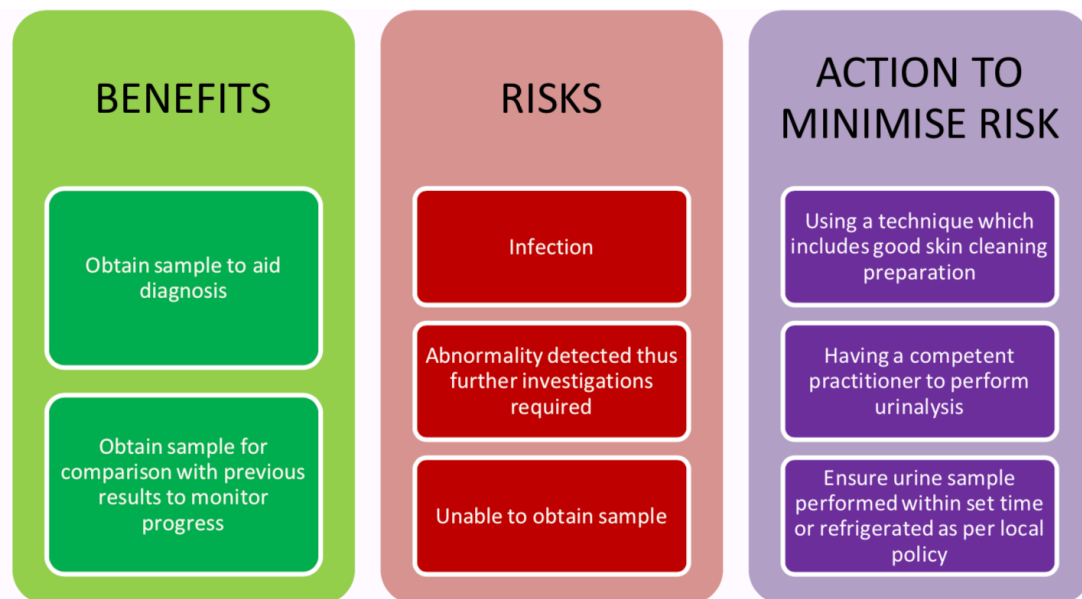 BENEFITS
Obtain sample to aid
diagnosis
Obtain sample for
comparison with previous
results to monitor
progress
RISKS
Infection
Abnormality detected thus
further investigations
required
Unable to obtain sample
ACTION TO
MINIMISE RISK
Using a technique which
includes good skin cleaning
preparation
Having a competent
practitioner to perform
urinalysis
Ensure urine sample
performed within set time
or refrigerated as per local
policy